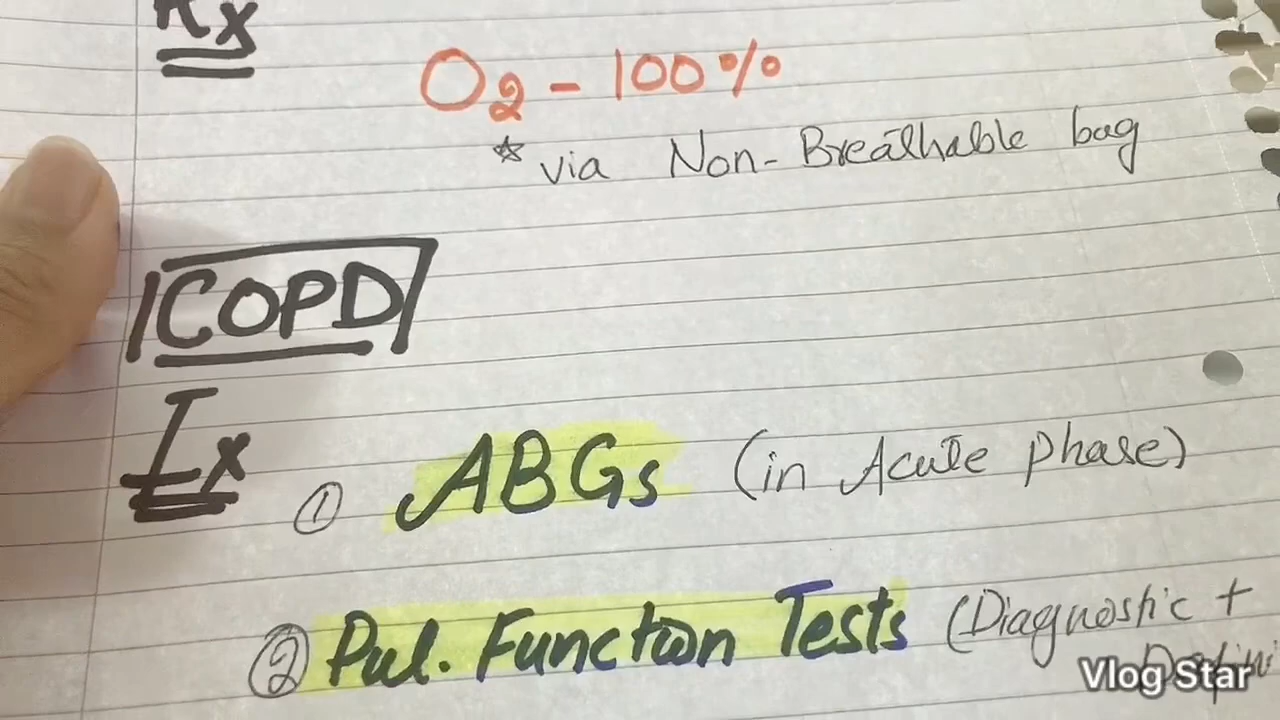 Rx
O2 - 100%
* via Non-Breathable bag
COPD
Ix
① ABGs (in Acute phase)
② Pul. Function Tests (Diagnostic +
Vlog Star